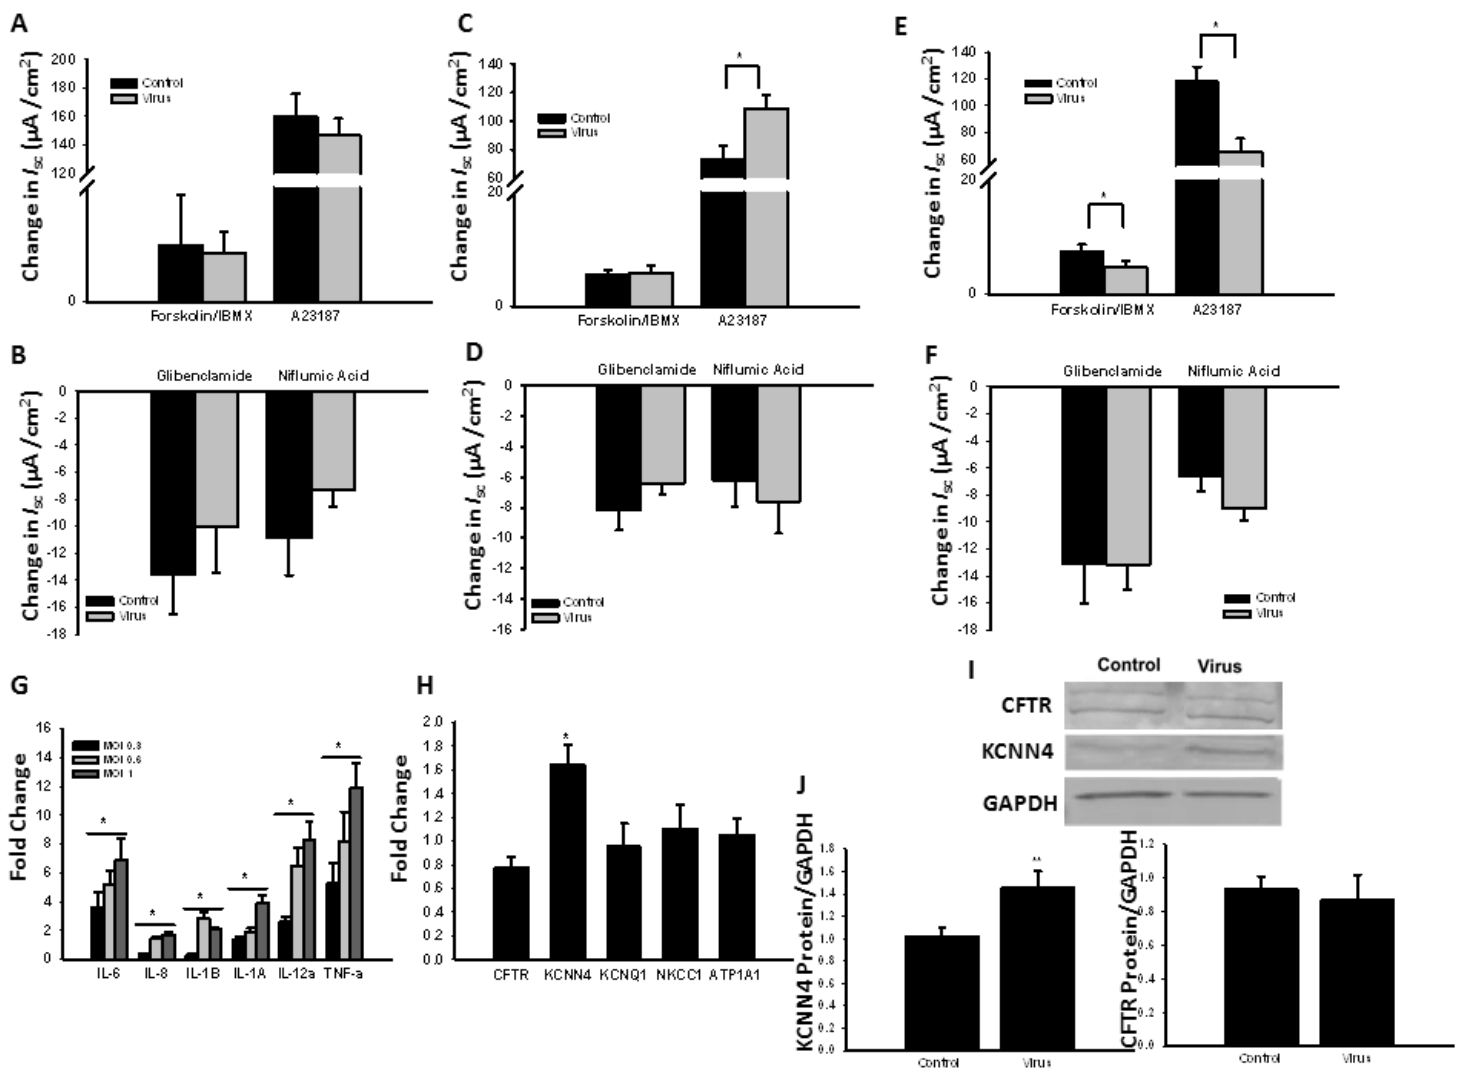 A
Change in Isc (µA /cm²)
200
180
160
140
120
0
Control
Virus
Forskolin/IBMX
A23187
C
Change in Isc (µA /cm²)
140
120
100
80
60
20
0
Control
Virus
*
Forskolin/IBMX
A23187
E
Change in Isc (µA /cm²)
140
120
100
80
60
20
0
Control
Virus
*
*
Forskolin/IBMX
A23187
B
Change in Isc (µA /cm²)
Glibenclamide
Niflumic Acid
0
-2
-4
-6
-8
-10
-12
-14
-16
-18
Control
Virus
D
Change in Isc (µA /cm²)
Glibenclamide
Niflumic Acid
0
-2
-4
-6
-8
-10
-12
-14
-16
Control
Virus
F
Change in Isc (µA /cm²)
Glibenclamide
Niflumic Acid
0
-2
-4
-6
-8
-10
-12
-14
-16
-18
Control
Virus
G
Fold Change
16
14
12
10
8
6
4
2
0
MOI 0.3
MOI 0.6
MOI 1
*
*
*
*
*
*
IL-6
IL-8
IL-1B
IL-1A
IL-12a
TNF-a
H
Fold Change
2.0
1.8
1.6
1.4
1.2
1.0
0.8
0.6
0.4
0.2
0.0
*
CFTR
KCNN4
KCNQ1
NKCC1
ATP1A1
I
Control
Virus
CFTR
KCNN4
GAPDH
J
KCNN4 Protein/GAPDH
1.8
1.6
1.4
1.2
1.0
0.8
0.6
0.4
0.2
0.0
**
Control
Virus
CFTR Protein/GAPDH
1.2
1.0
0.8
0.6
0.4
0.2
0.0
Control
Virus